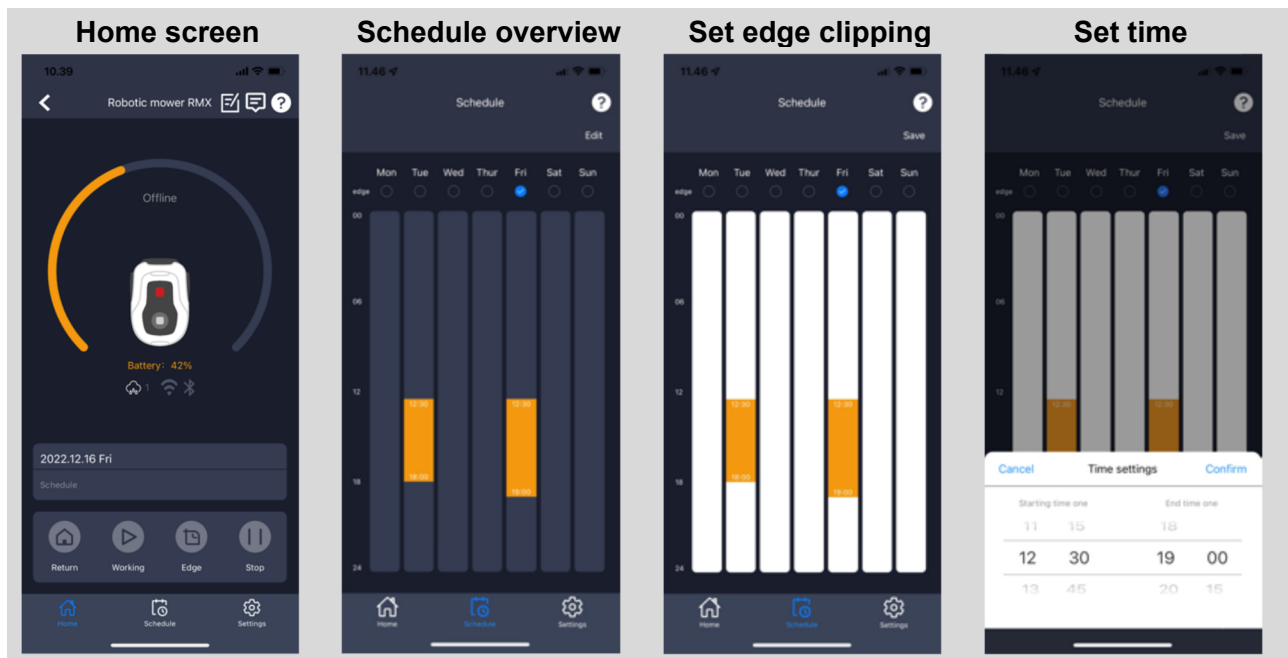 Home screen
10.39
Robotic mower RMX
?
Offline
Battery: 42%
1
2022.12.16 Fri
Schedule
Return Working Edge Stop
Home Schedule Settings
Schedule overview
11.46
Schedule
?
Edit
Mon Tue Wed Thur Fri Sat Sun
edge
00
06
12
12:30 12:30
18:00
18
19:00
24
Home Schedule Settings
Set edge clipping
11.46
Schedule
?
Save
Mon Tue Wed Thur Fri Sat Sun
edge
00
06
12
12:30 12:30
18:00
18
19:00
24
Home Schedule Settings
Set time
11.46
Schedule
?
Save
Mon Tue Wed Thur Fri Sat Sun
edge
00
06
12
12:30 12:30
Cancel Time settings Confirm
Starting time one End time one
11 15 18
12 30 19 00
13 45 20 15